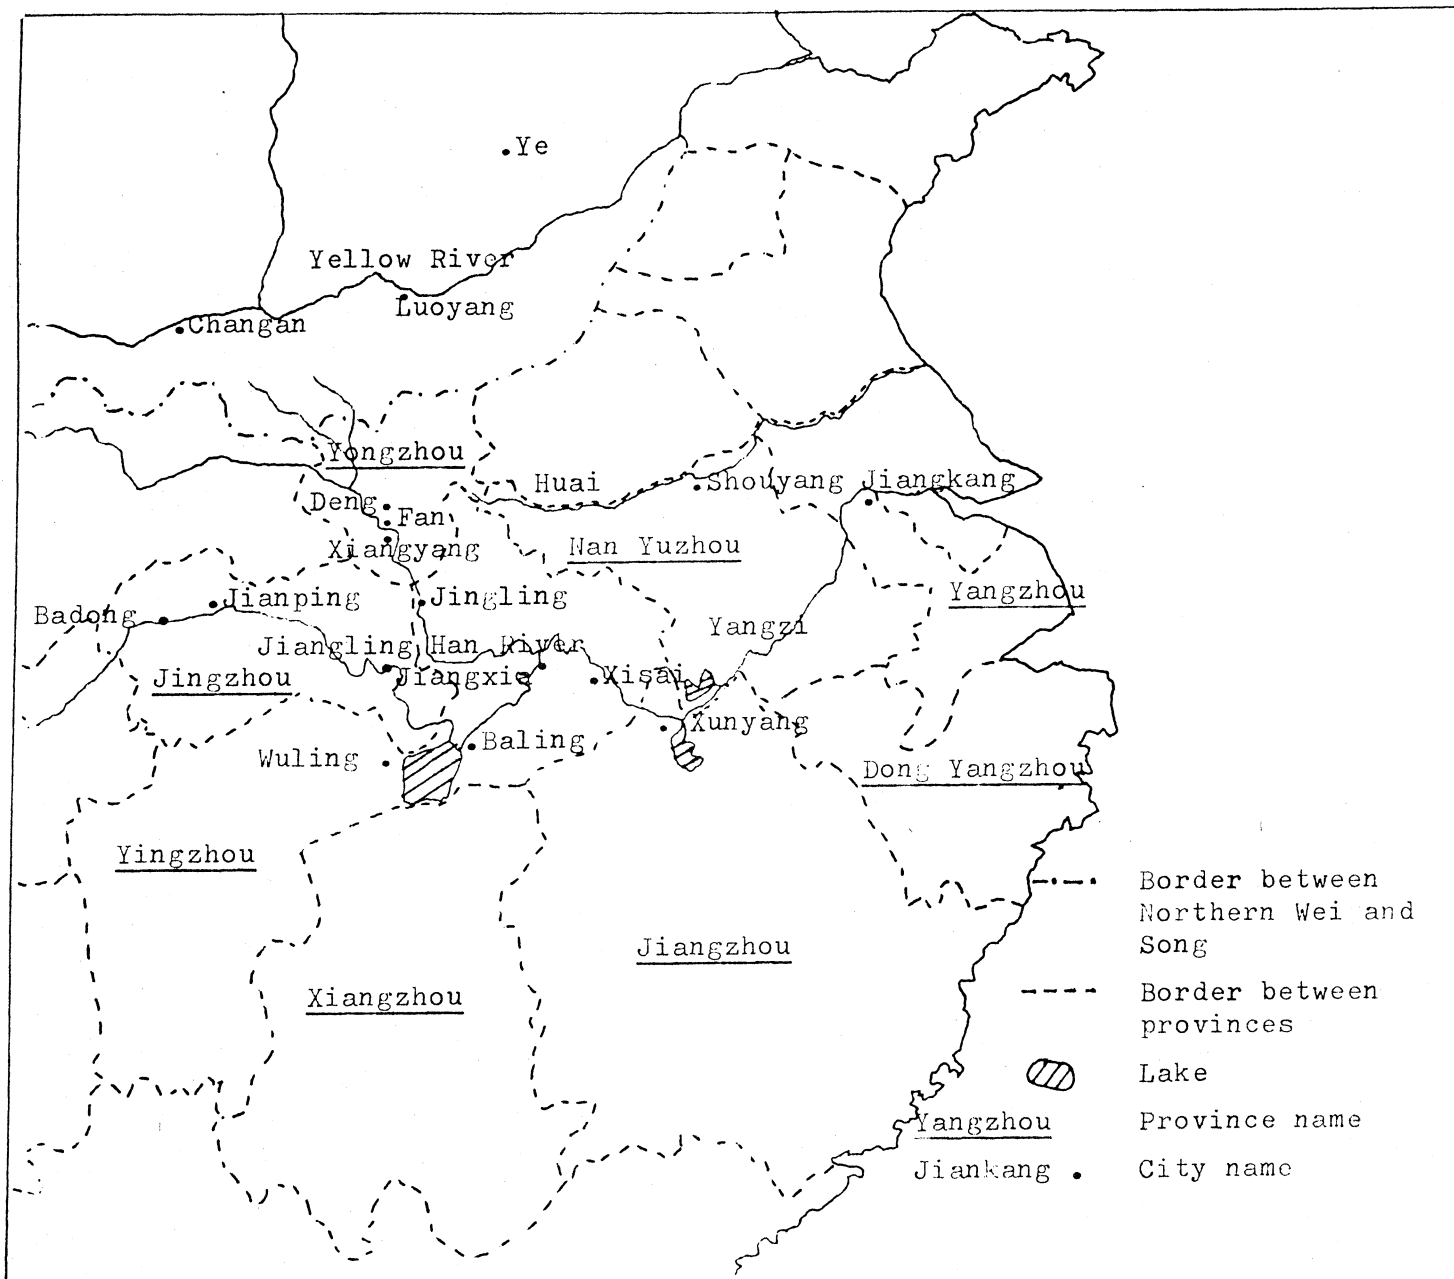 Ye
Yellow River
Luoyang
Changan
Yongzhou
Huai
Shouyang
Jiangkang
Deng
Fan
Xiangyang
Nan Yuzhou
Yangzhou
Jianping
Jingling
Badong
Yangzi
Jiangling
Han River
Jingzhou
Jiangxia
Xisai
Xunyang
Wuling
Baling
Dong Yangzhou
Yingzhou
Jiangzhou
Xiangzhou
Border between
Northern Wei and
Song
Border between
provinces
Lake
Yangzhou
Province name
Jiankang
City name